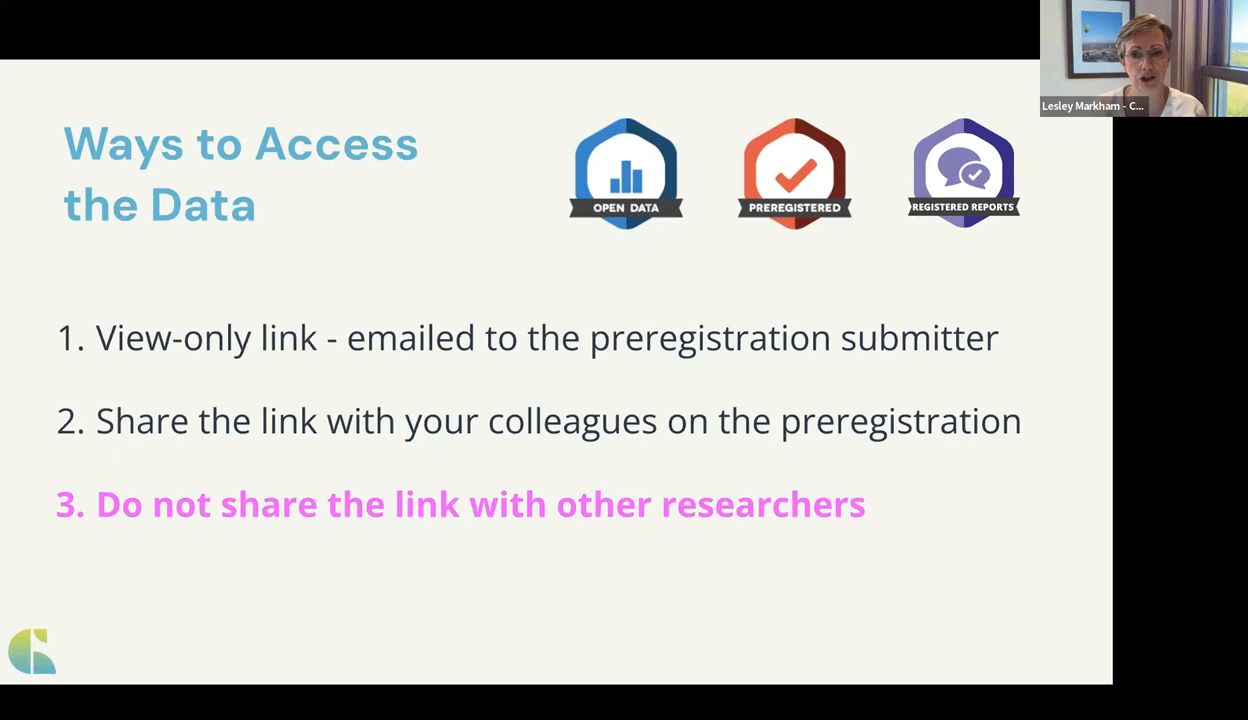 Lesley Markham - C...
Ways to Access
the Data
OPEN DATA
PREREGISTERED
REGISTERED REPORTS
1. View-only link - emailed to the preregistration submitter
2. Share the link with your colleagues on the preregistration
3. Do not share the link with other researchers